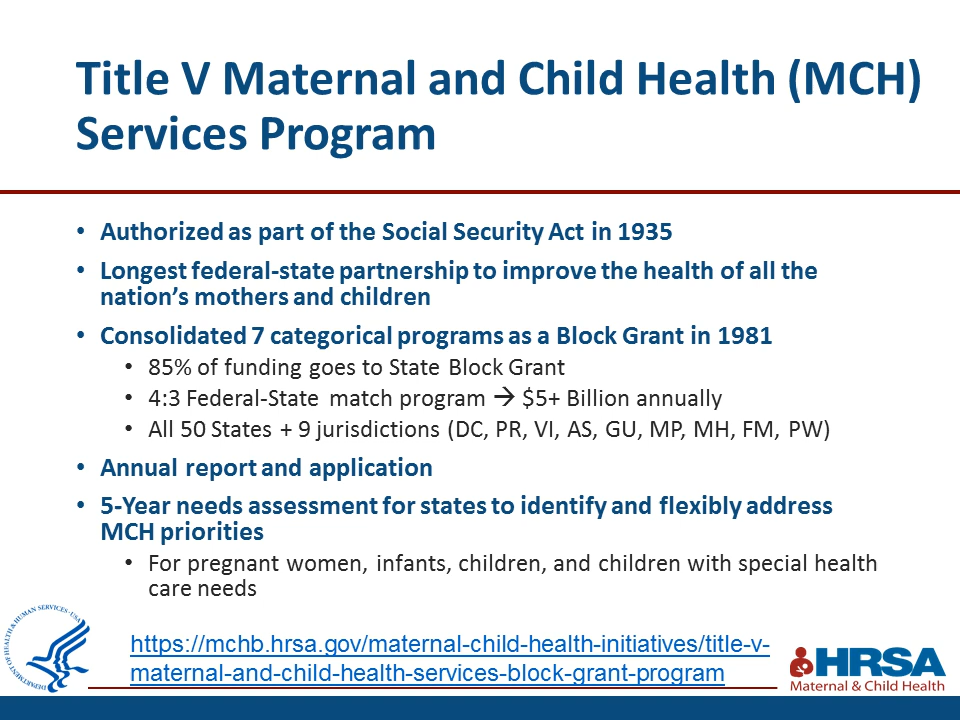 Title V Maternal and Child Health (MCH)
Services Program
• Authorized as part of the Social Security Act in 1935
• Longest federal-state partnership to improve the health of all the
nation’s mothers and children
• Consolidated 7 categorical programs as a Block Grant in 1981
• 85% of funding goes to State Block Grant
• 4:3 Federal-State match program → $5+ Billion annually
• All 50 States + 9 jurisdictions (DC, PR, VI, AS, GU, MP, MH, FM, PW)
• Annual report and application
• 5-Year needs assessment for states to identify and flexibly address
MCH priorities
• For pregnant women, infants, children, and children with special health
care needs
https://mchb.hrsa.gov/maternal-child-health-initiatives/title-v-
maternal-and-child-health-services-block-grant-program
DEPARTMENT OF HEALTH & HUMAN SERVICES · USA
HRSA
Maternal & Child Health